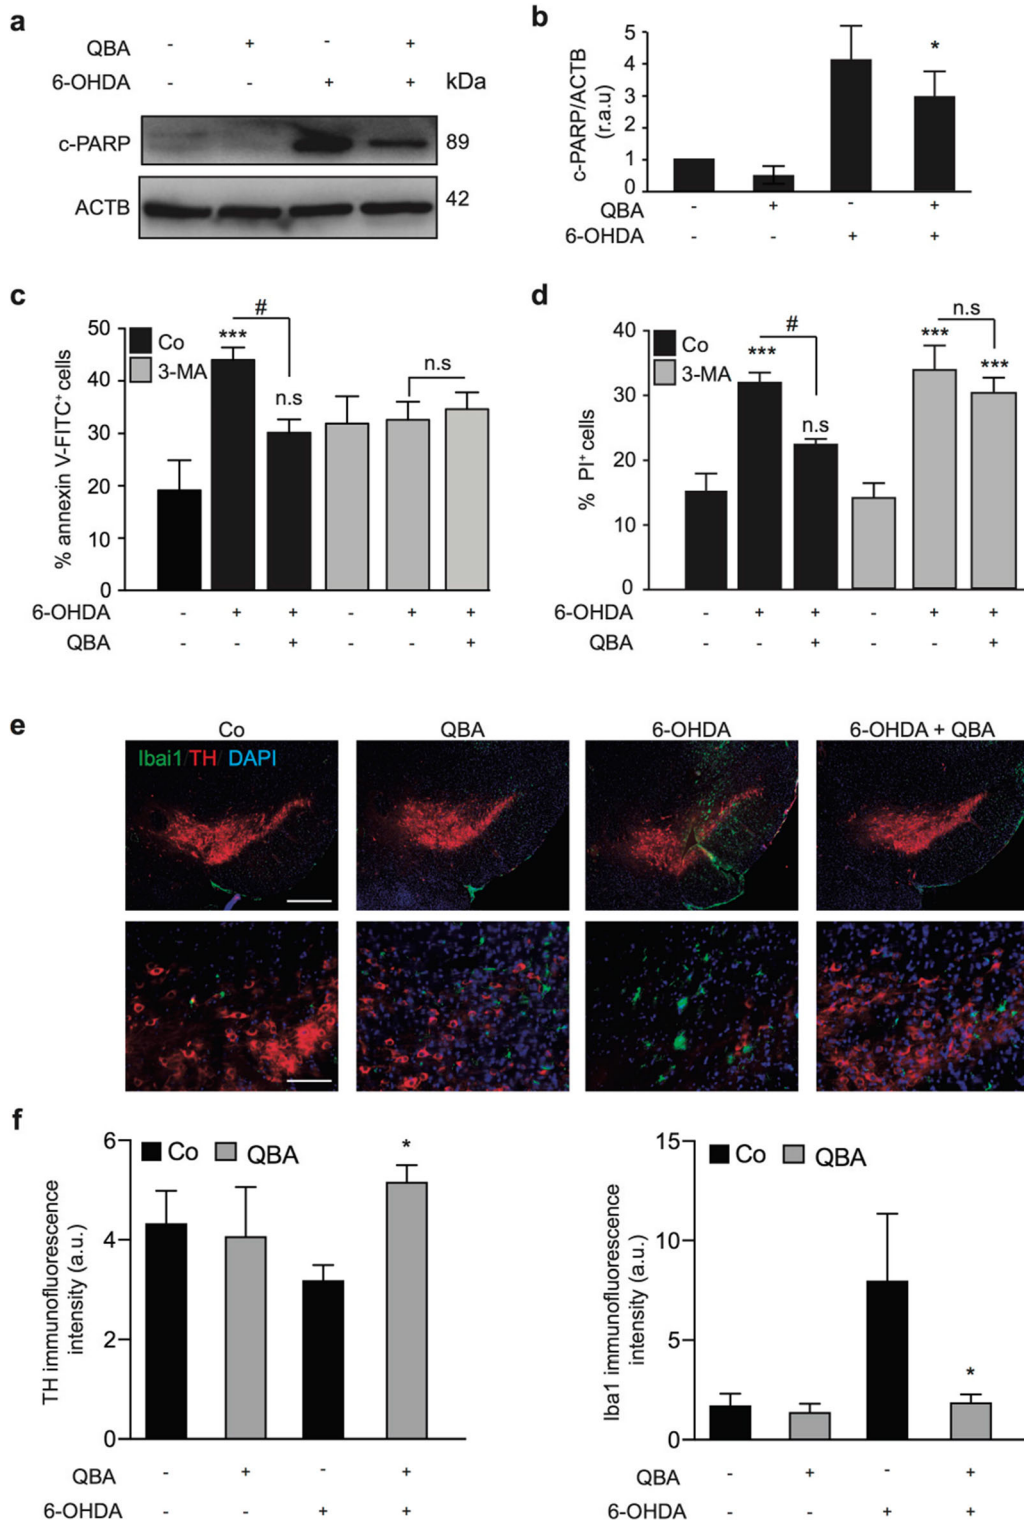 a
QBA - + - +
6-OHDA - - + + kDa
c-PARP 89
ACTB 42
b
c-PARP/ACTB
(r.a.u)
5
4
3
2
1
0
*
QBA - + - +
6-OHDA - - + +
c
% annexin V-FITC+ cells
50
40
30
20
10
0
Co
3-MA
#
***
n.s
n.s
6-OHDA - + + - + +
QBA - - + - - +
d
% PI+ cells
40
30
20
10
0
Co
3-MA
#
***
n.s
n.s
***
***
6-OHDA - + + - + +
QBA - - + - - +
e
Co QBA 6-OHDA 6-OHDA + QBA
Ibai1/TH/ DAPI
f
TH immunofluorescence
intensity (a.u.)
6
4
2
0
Co QBA
*
QBA - + - +
6-OHDA - - + +
Iba1 immunofluorescence
intensity (a.u.)
15
10
5
0
Co QBA
*
QBA - + - +
6-OHDA - - + +